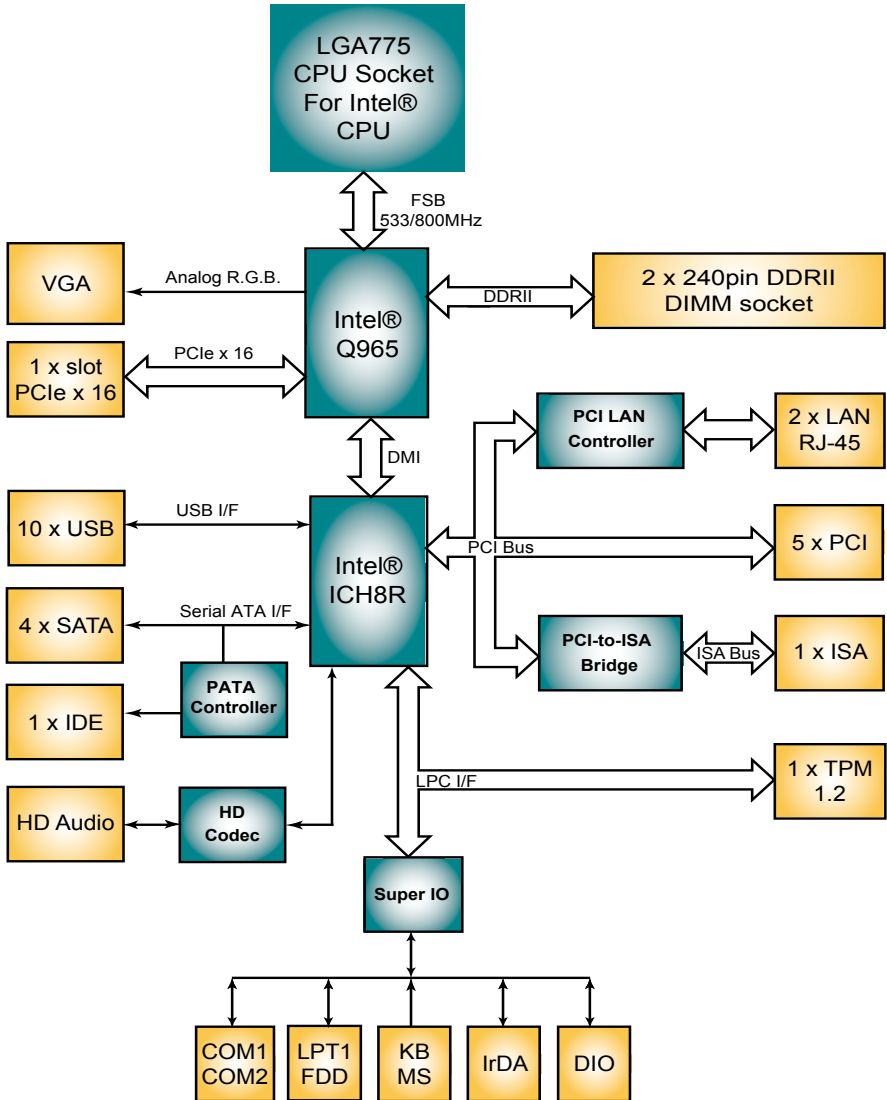 LGA775
CPU Socket
For Intel®
CPU
FSB
533/800MHz
VGA
Analog R.G.B.
Intel®
Q965
DDRII
2 x 240pin DDRII
DIMM socket
1 x slot
PCIe x 16
PCIe x 16
PCI LAN
Controller
2 x LAN
RJ-45
DMI
10 x USB
USB I/F
Intel®
ICH8R
PCI Bus
5 x PCI
4 x SATA
Serial ATA I/F
PCI-to-ISA
Bridge
ISA Bus
1 x ISA
PATA
Controller
1 x IDE
LPC I/F
1 x TPM
1.2
HD Audio
HD
Codec
Super IO
COM1
COM2
LPT1
FDD
KB
MS
IrDA
DIO